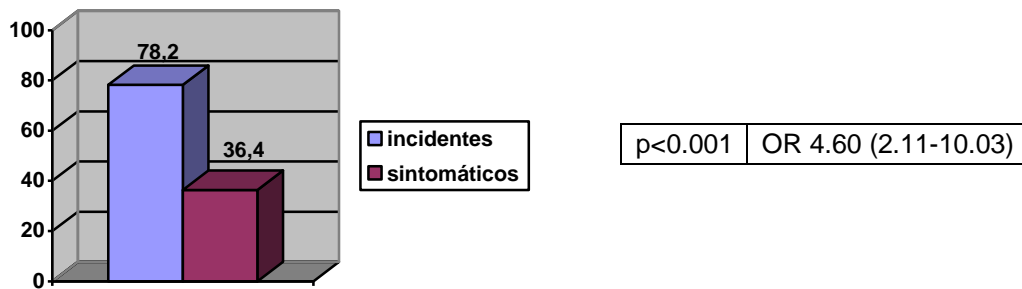 100
80
60
40
20
0
78,2
36,4
incidentes
sintomáticos
p<0.001 OR 4.60 (2.11-10.03)